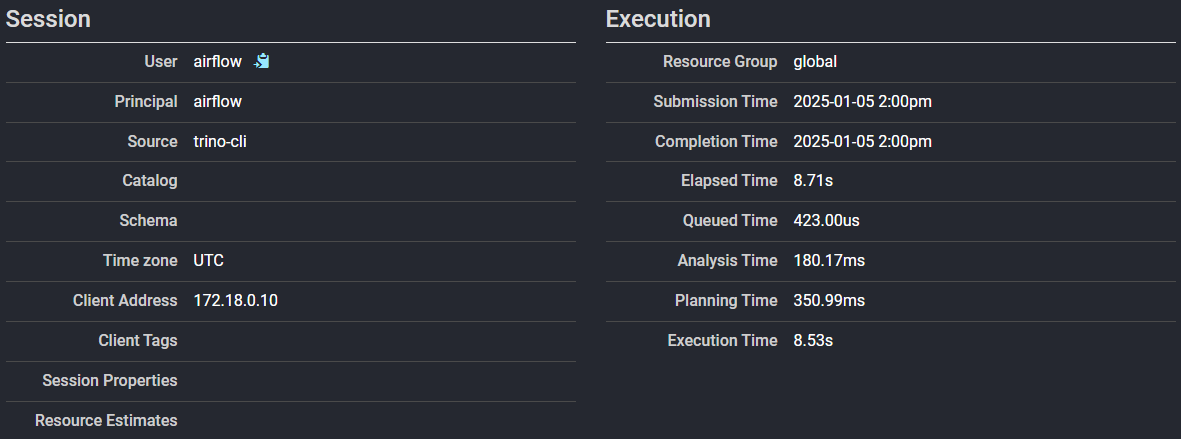 Session
User airflow
Principal airflow
Source trino-cli
Catalog
Schema
Time zone UTC
Client Address 172.18.0.10
Client Tags
Session Properties
Resource Estimates
Execution
Resource Group global
Submission Time 2025-01-05 2:00pm
Completion Time 2025-01-05 2:00pm
Elapsed Time 8.71s
Queued Time 423.00us
Analysis Time 180.17ms
Planning Time 350.99ms
Execution Time 8.53s